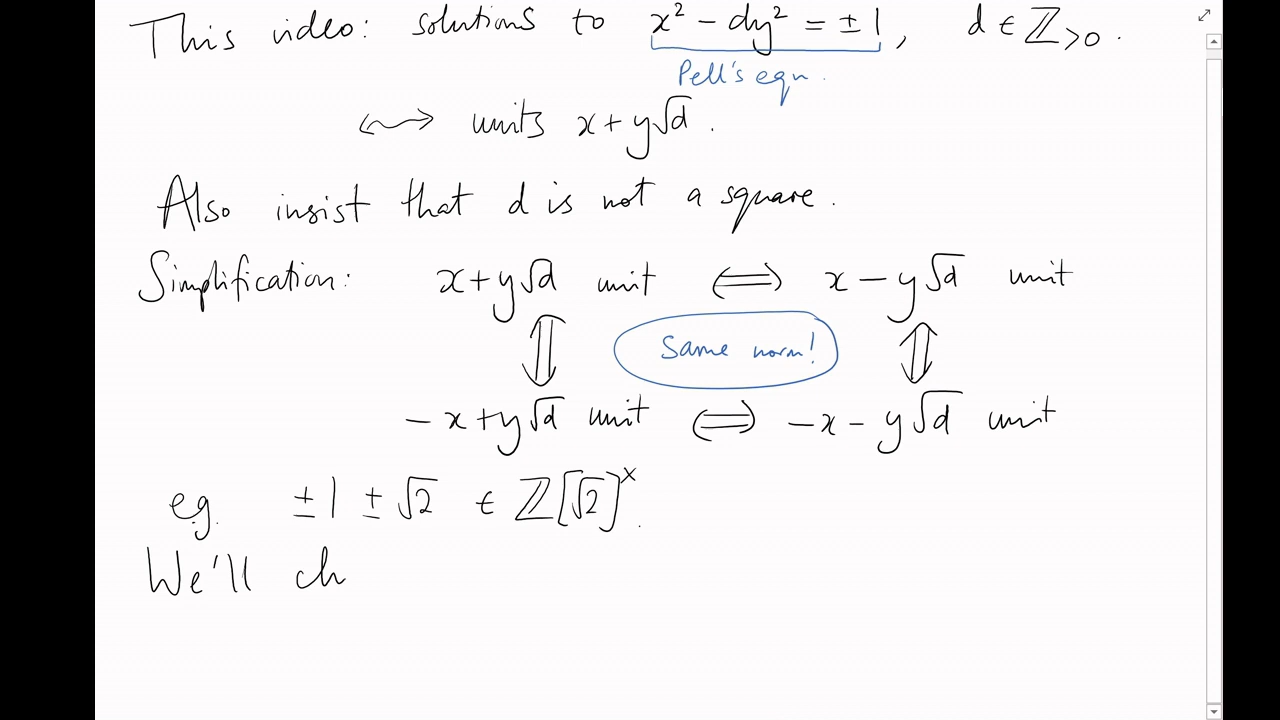 This video: solutions to x² - dy² = ±1, d ∈ ℤ>0.
Pell's eqn.
↔ units x + y√d.
Also insist that d is not a square.
Simplification: x + y√d unit ⟺ x - y√d unit
⇕ Same norm! ⇕
- x + y√d unit ⟺ - x - y√d unit
eg. ±1 ± √2 ∈ ℤ[√2]ˣ.
We'll ch